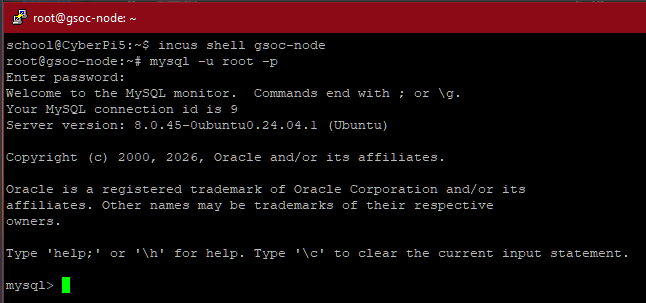 root@gsoc-node: ~
school@CyberPi5:~$ incus shell gsoc-node
root@gsoc-node:~# mysql -u root -p
Enter password:
Welcome to the MySQL monitor.  Commands end with ; or \g.
Your MySQL connection id is 9
Server version: 8.0.45-0ubuntu0.24.04.1 (Ubuntu)

Copyright (c) 2000, 2026, Oracle and/or its affiliates.

Oracle is a registered trademark of Oracle Corporation and/or its
affiliates. Other names may be trademarks of their respective
owners.

Type 'help;' or '\h' for help. Type '\c' to clear the current input statement.

mysql>